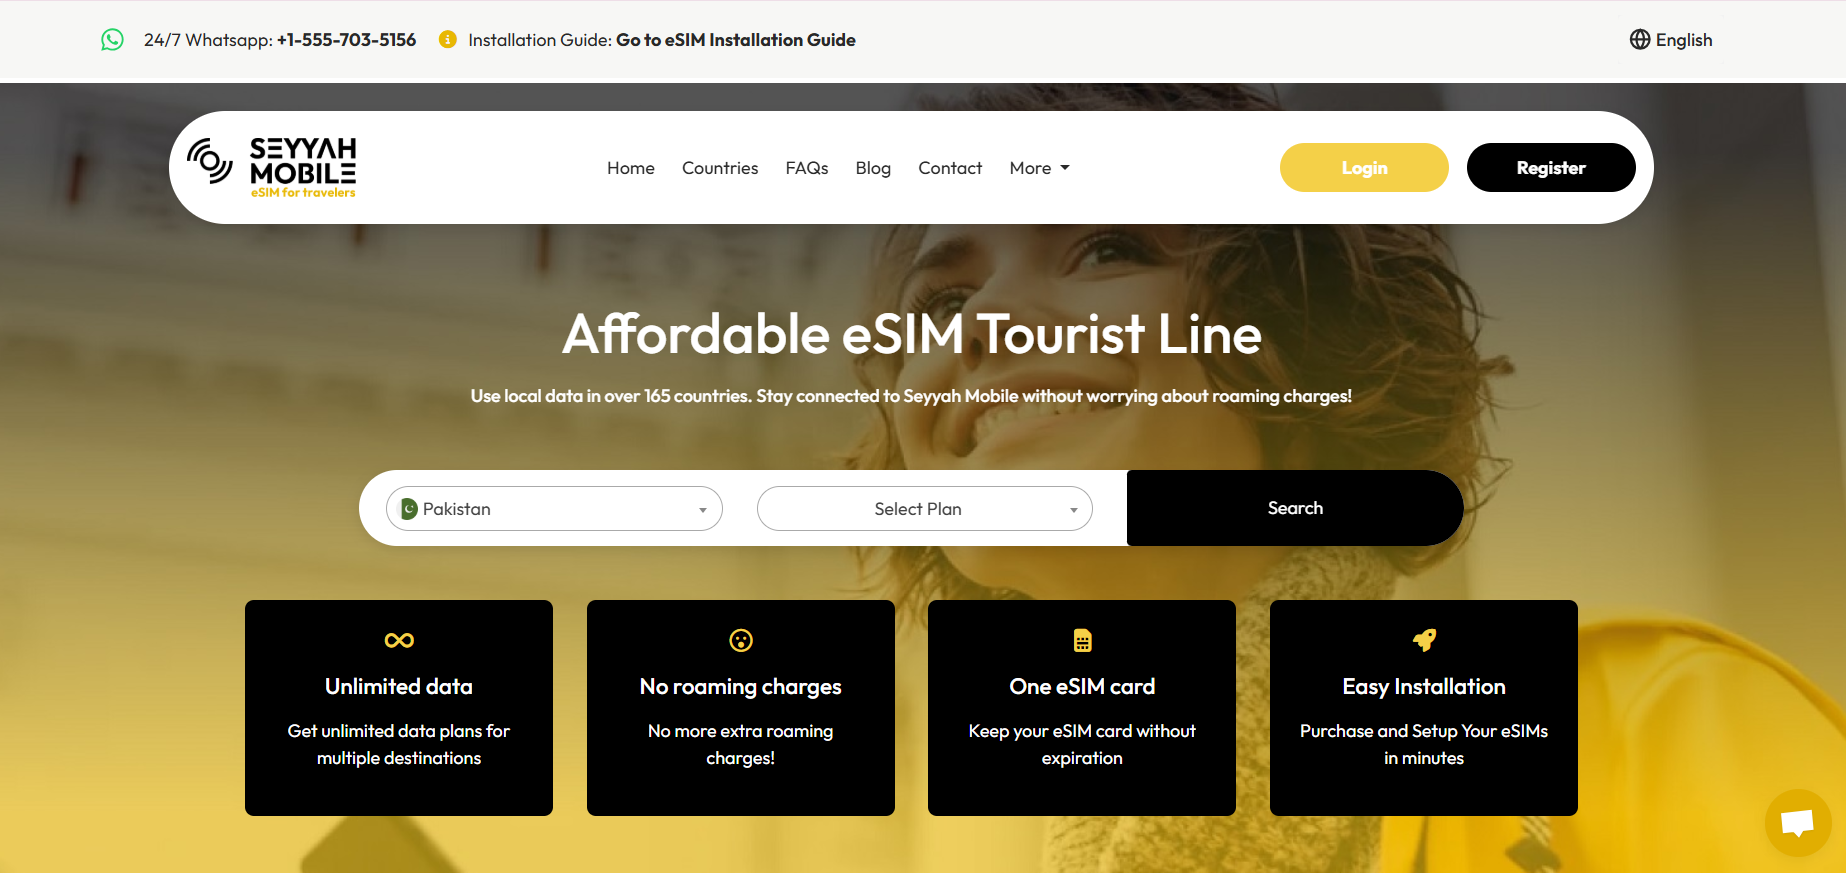 24/7 Whatsapp: +1-555-703-5156
Installation Guide: Go to eSIM Installation Guide
English
SEYYAH
MOBILE
eSIM for travelers
Home
Countries
FAQs
Blog
Contact
More
Login
Register
Affordable eSIM Tourist Line
Use local data in over 165 countries. Stay connected to Seyyah Mobile without worrying about roaming charges!
Pakistan
Select Plan
Search
Unlimited data
Get unlimited data plans for
multiple destinations
No roaming charges
No more extra roaming
charges!
One eSIM card
Keep your eSIM card without
expiration
Easy Installation
Purchase and Setup Your eSIMs
in minutes